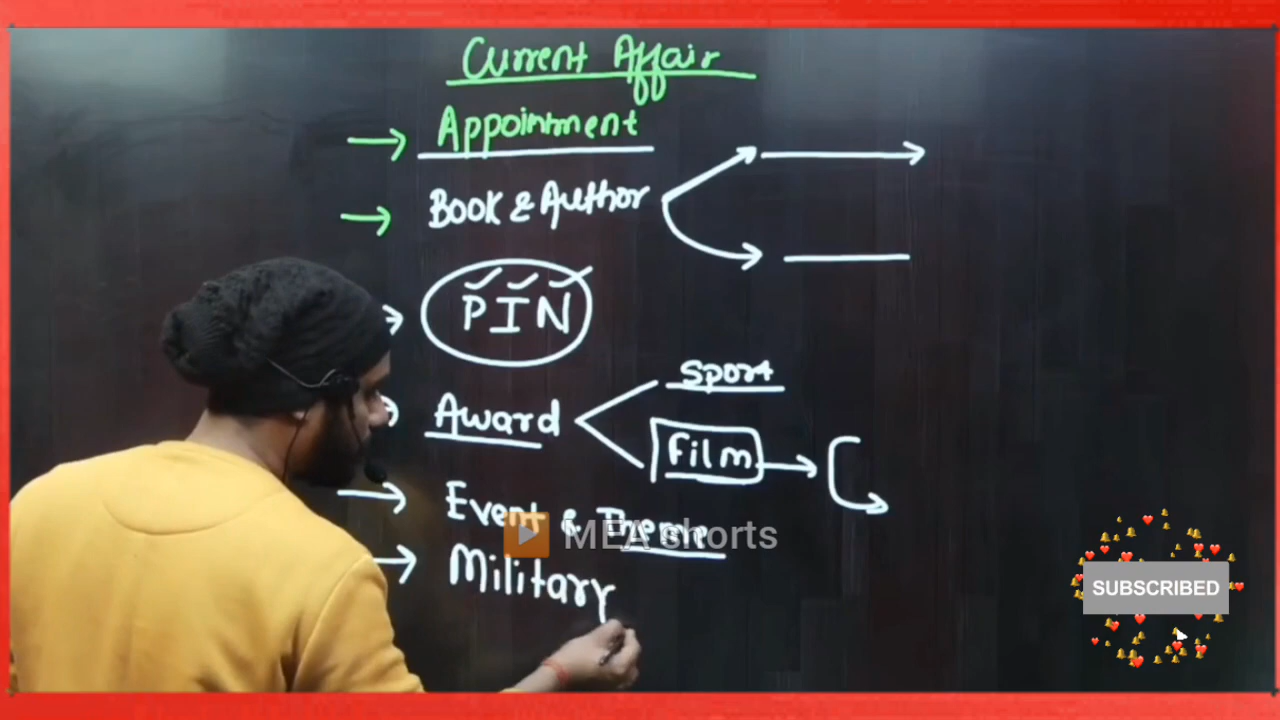 Current Affair
Appointment
Book & Author
PIN
Award
Sport
Film
Event & Theme
MEA shorts
Military
SUBSCRIBED